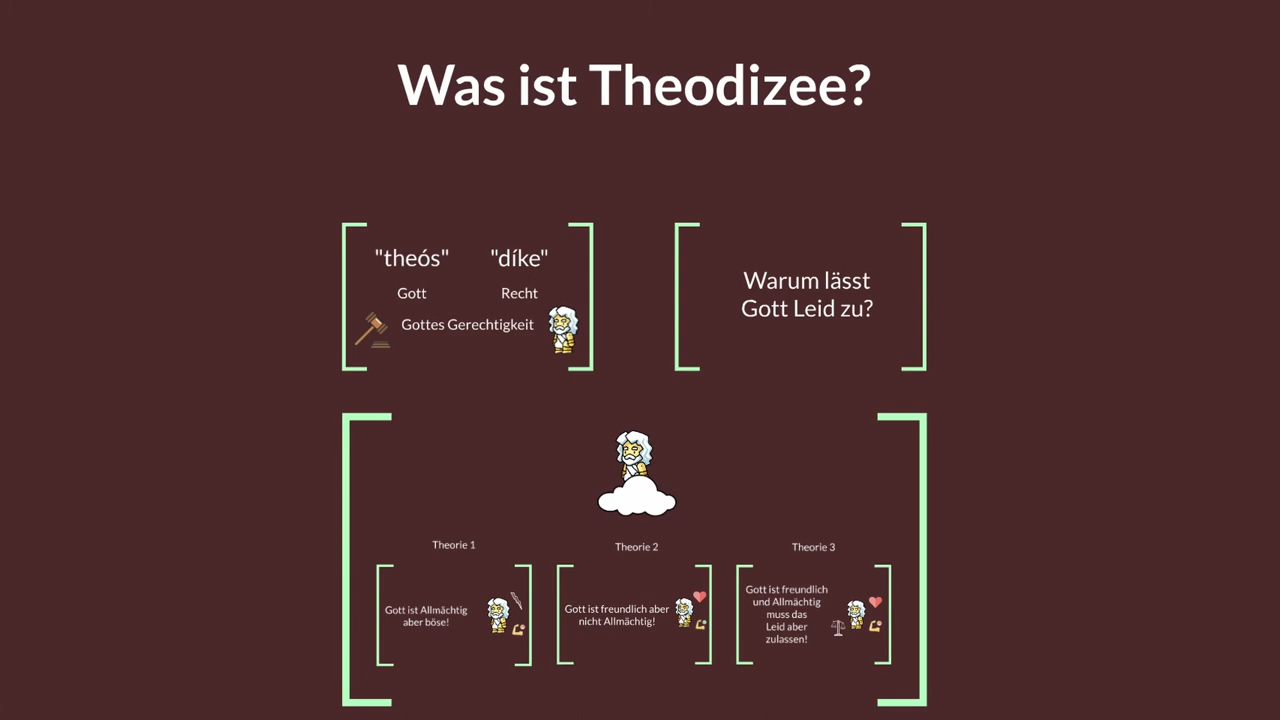 Was ist Theodizee?
"theós" "díke"
Gott Recht
Gottes Gerechtigkeit
Warum lässt
Gott Leid zu?
Theorie 1
Gott ist Allmächtig
aber böse!
Theorie 2
Gott ist freundlich aber
nicht Allmächtig!
Theorie 3
Gott ist freundlich
und Allmächtig
muss das
Leid aber
zulassen!